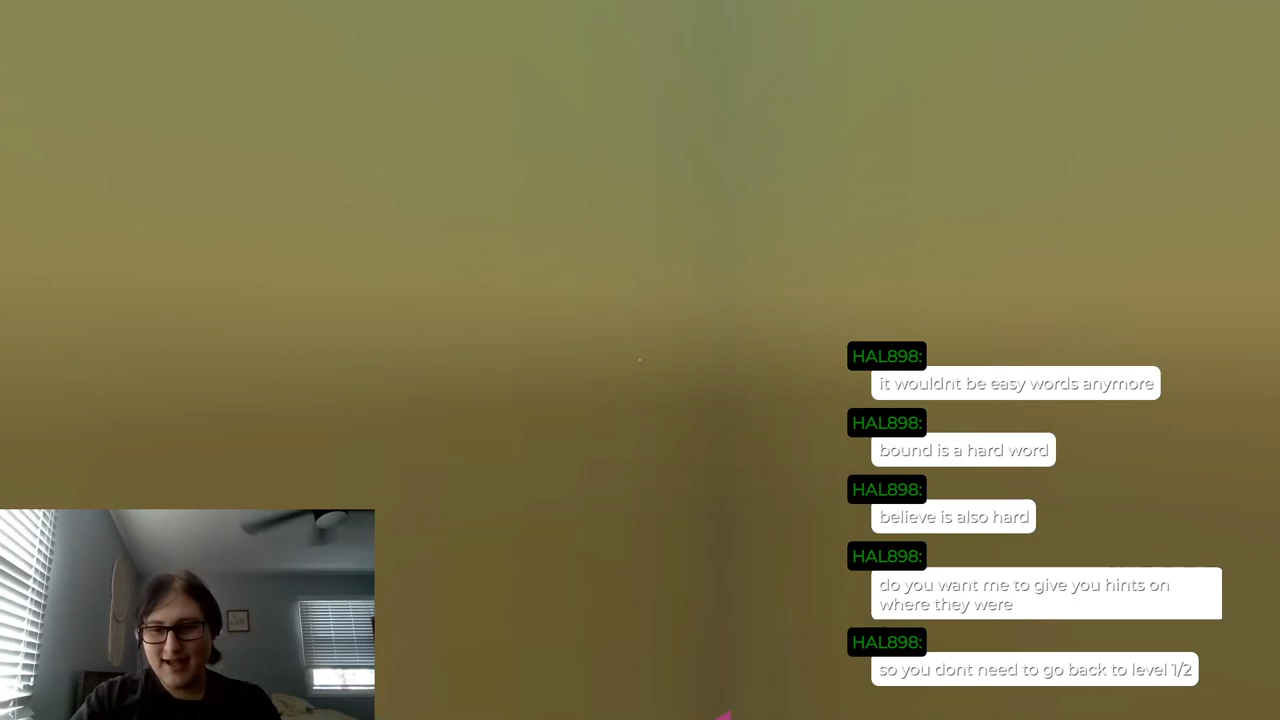 HAL898:
it wouldnt be easy words anymore
HAL898:
bound is a hard word
HAL898:
believe is also hard
HAL898:
do you want me to give you hints on
where they were
HAL898:
so you dont need to go back to level 1/2